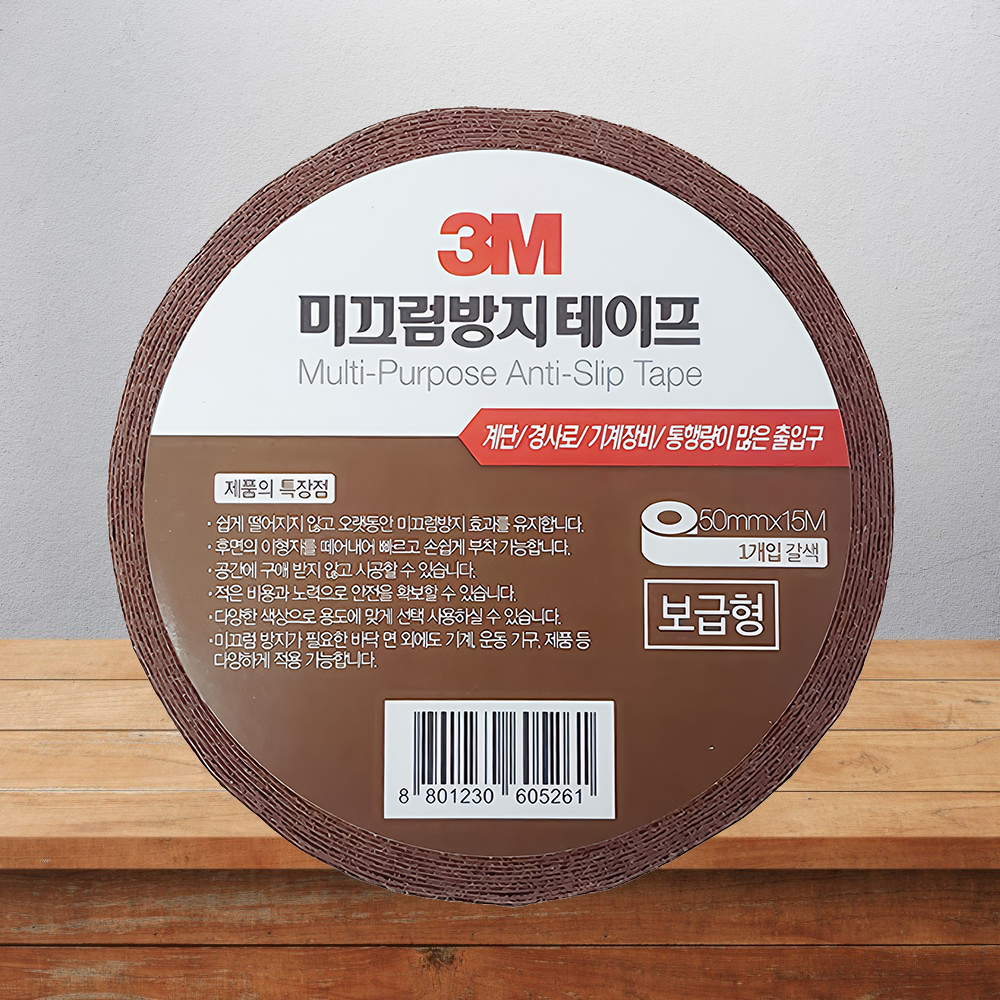 3M
미끄럼방지테이프
Multi-Purpose Anti-Slip Tape
계단/경사로/기계장비/통행량이 많은 출입구
제품의 특장점
· 쉽게 떨어지지 않고 오랫동안 미끄럼방지 효과를 유지합니다.
· 후면의 이형지를 떼어내어 빠르고 손쉽게 부착 가능합니다.
· 공간에 구애 받지 않고 시공할 수 있습니다.
· 적은 비용과 노력으로 안전을 확보할 수 있습니다.
· 다양한 색상으로 용도에 맞게 선택 사용하실 수 있습니다.
· 미끄럼 방지가 필요한 바닥 면 외에도 기계, 운동 기구, 제품 등
다양하게 적용 가능합니다.
50mmx15M
1개입 갈색
보급형
8 801230 605261